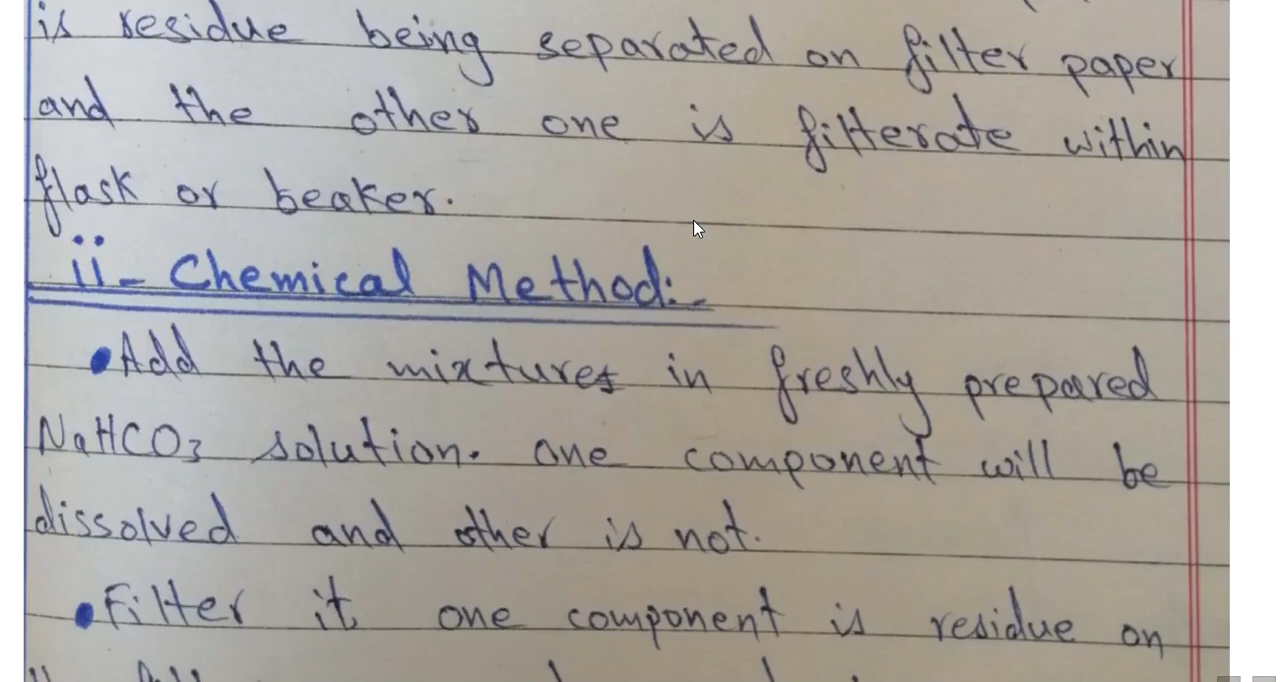 is residue being separated on filter paper
and the other one is filterate within
flask or beaker.
ii- Chemical Method:-
•Add the mixtures in freshly prepared
NaHCO3 solution. One component will be
dissolved and other is not.
•Filter it one component is residue on